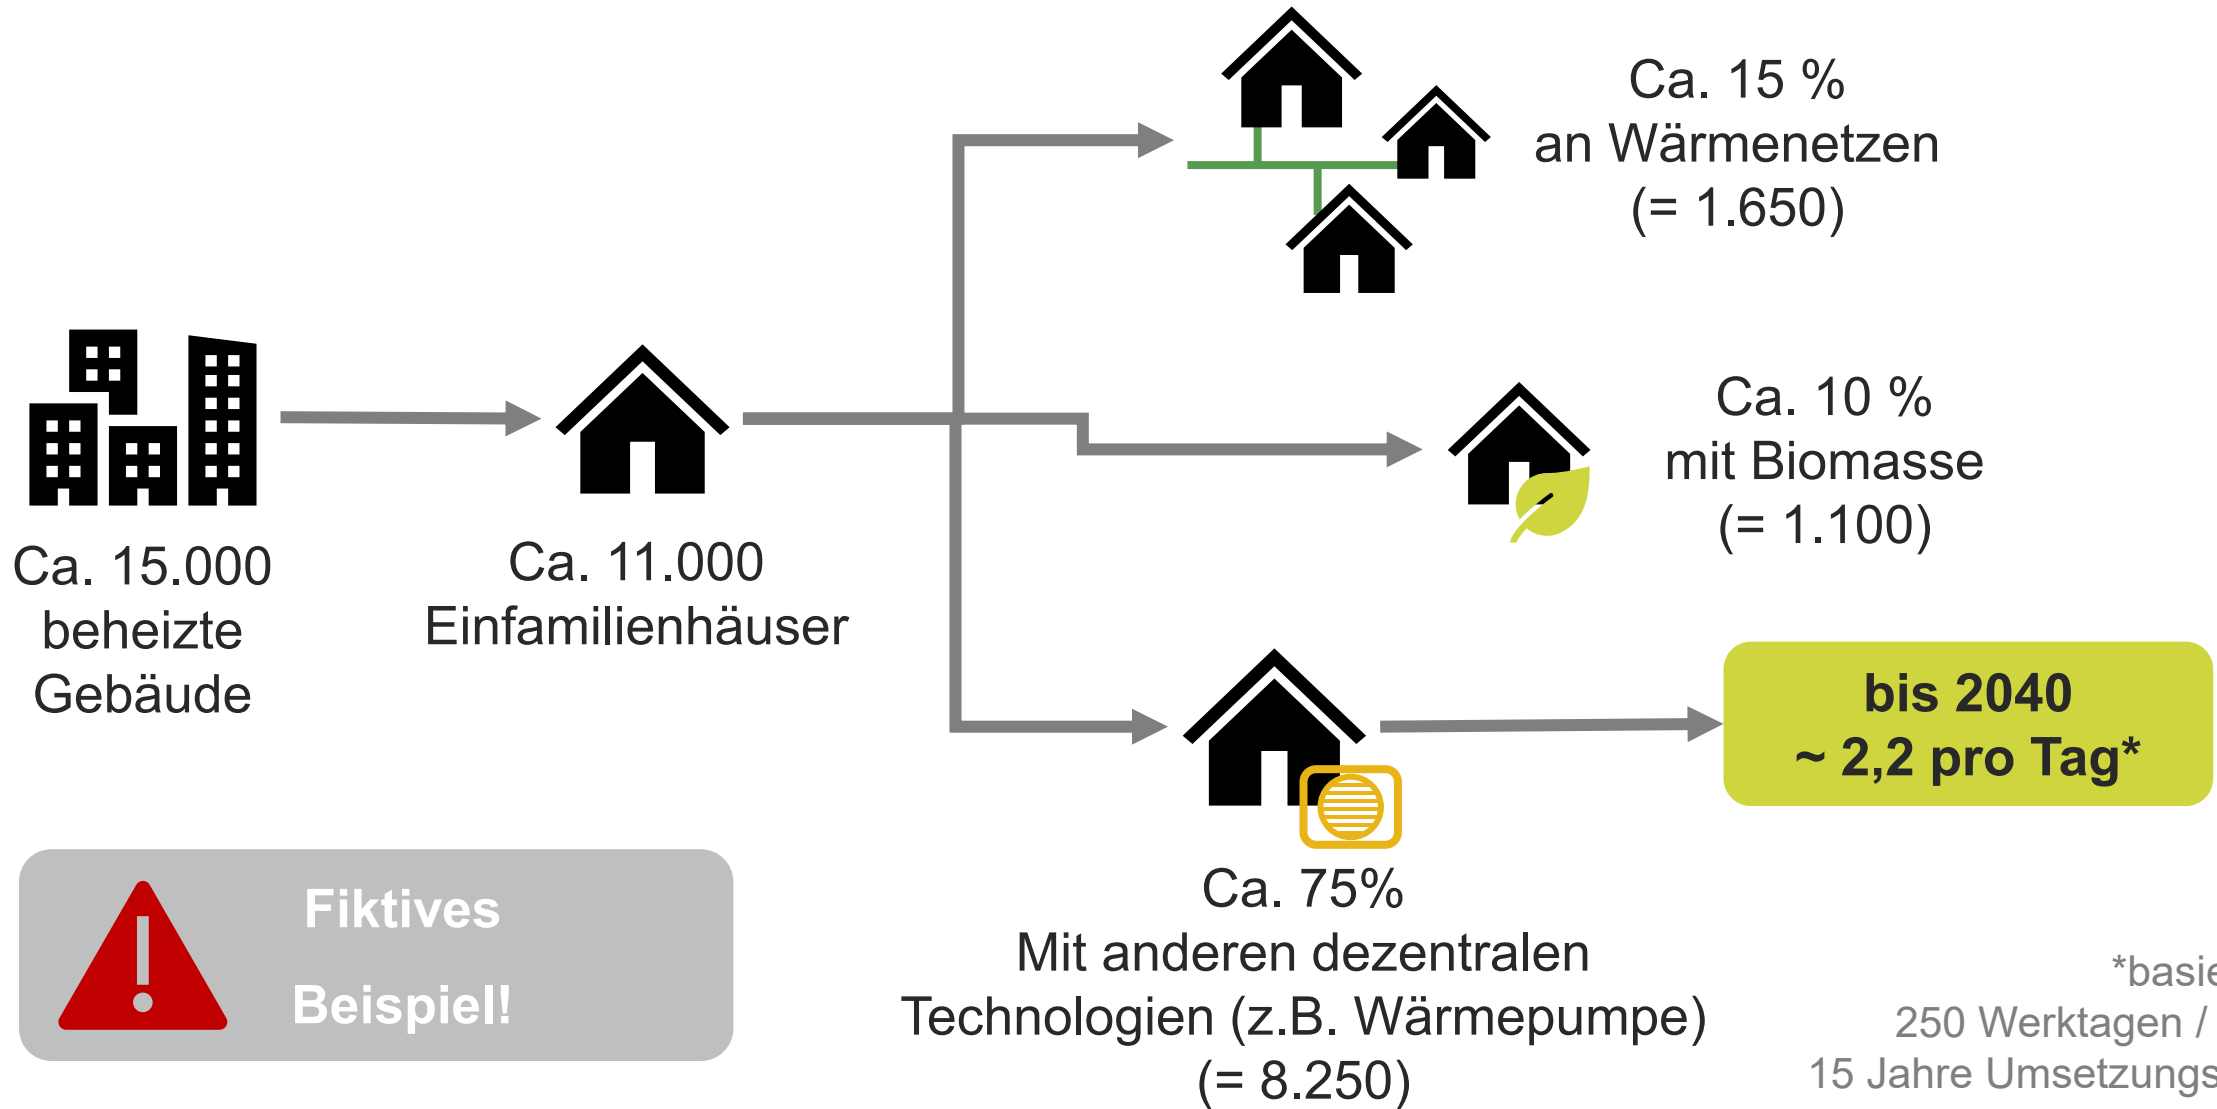 Ca. 15 %
an Wärmenetzen
(= 1.650)
Ca. 10 %
mit Biomasse
(= 1.100)
Ca. 15.000
beheizte
Gebäude
Ca. 11.000
Einfamilienhäuser
bis 2040
~ 2,2 pro Tag*
Fiktives
Beispiel!
Ca. 75%
Mit anderen dezentralen
Technologien (z.B. Wärmepumpe)
(= 8.250)
250 Werktagen /
15 Jahre